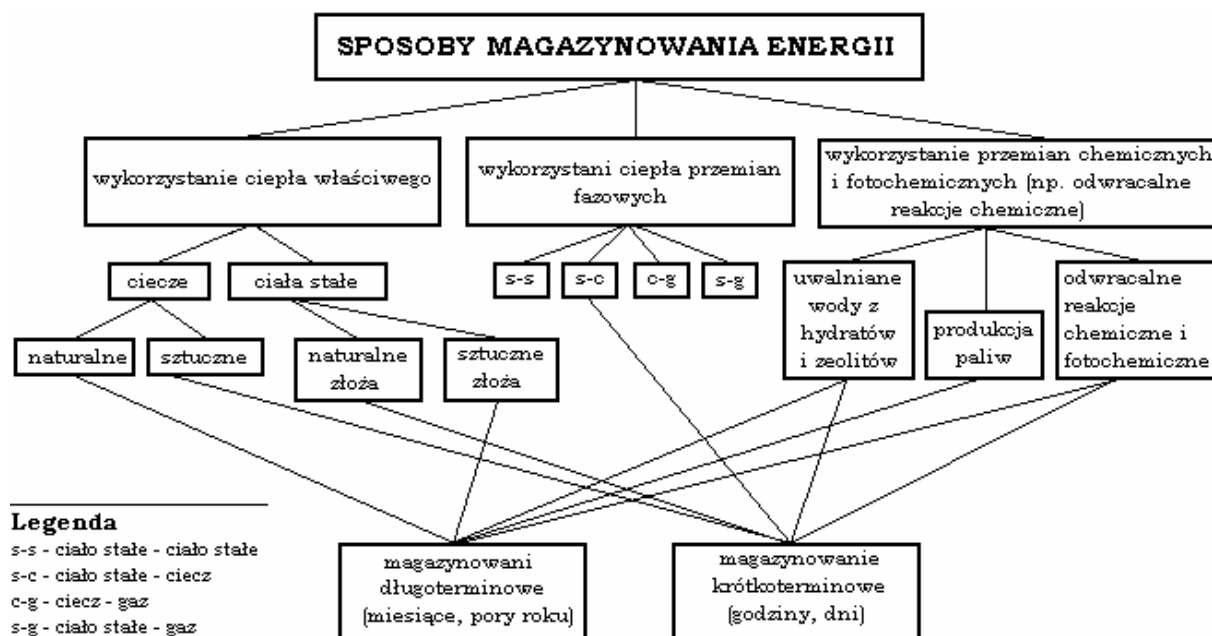 SPOSOBY MAGAZYNOWANIA ENERGII
wykorzystanie ciepła właściwego
wykorzystani ciepła przemian
fazowych
wykorzystanie przemian chemicznych
i fotochemicznych (np. odwracalne
reakcje chemiczne)
ciecze
ciała stałe
s-s
s-c
c-g
s-g
uwalniane
wody z
hydratów
i zeolitów
produkcja
paliw
odwracalne
reakcje
chemiczne i
fotochemiczne
naturalne
sztuczne
naturalne
złoża
sztuczne
złoża
Legenda
s-s - ciało stałe - ciało stałe
s-c - ciało stałe - ciecz
c-g - ciecz - gaz
s-g - ciało stałe - gaz
magazynowani
długoterminowe
(miesiące, pory roku)
magazynowanie
krótkoterminowe
(godziny, dni)